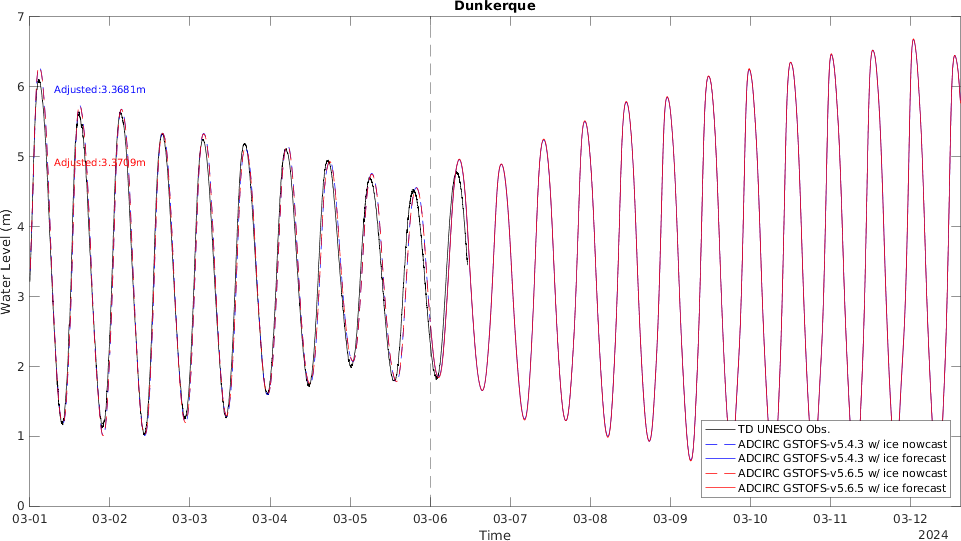 Dunkerque
7
6
5
4
3
2
1
0
Water Level (m)
Adjusted:3.3681m
Adjusted:3.3709m
TD UNESCO Obs.
ADCIRC GSTOFS-v5.4.3 w/ ice nowcast
ADCIRC GSTOFS-v5.4.3 w/ ice forecast
ADCIRC GSTOFS-v5.6.5 w/ ice nowcast
ADCIRC GSTOFS-v5.6.5 w/ ice forecast
03-01 03-02 03-03 03-04 03-05 03-06 03-07 03-08 03-09 03-10 03-11 03-12
Time
2024